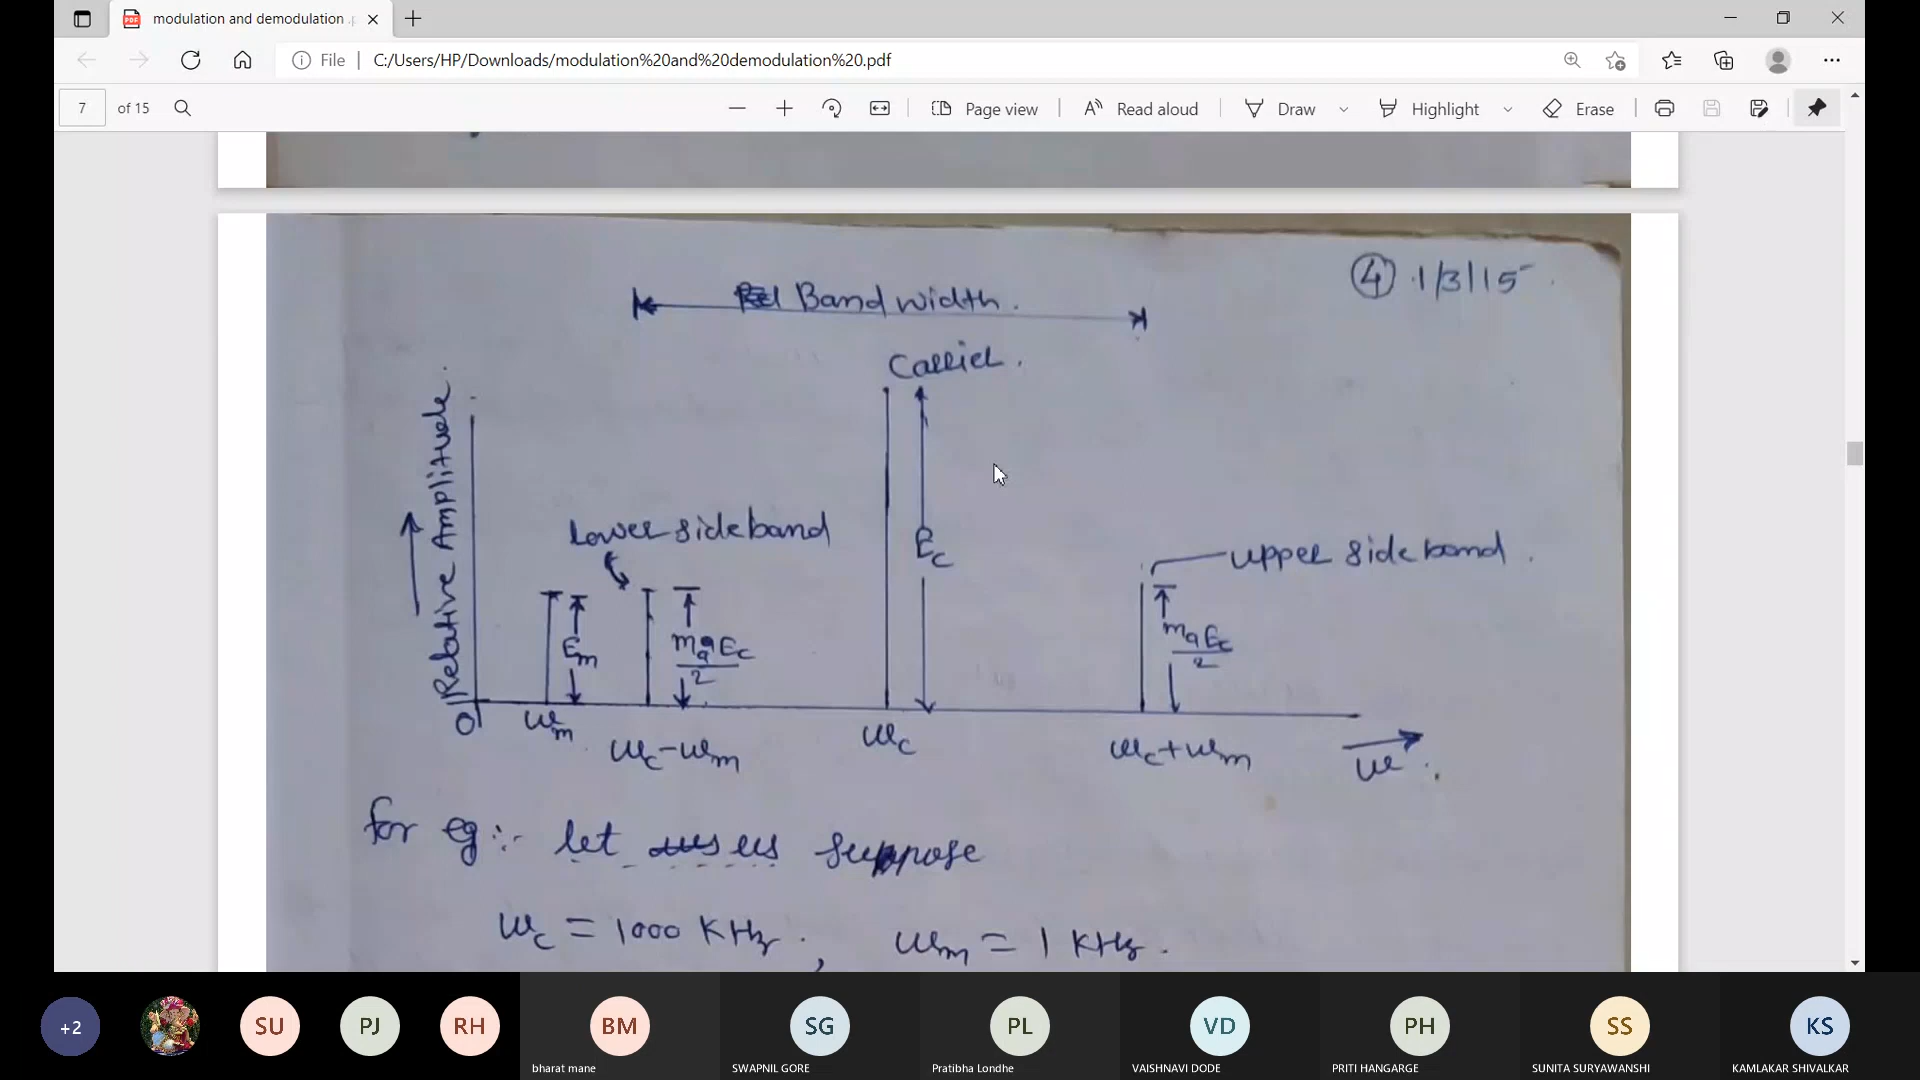 modulation and demodulation .p
File
C:/Users/HP/Downloads/modulation%20and%20demodulation%20.pdf
7 of 15
Page view
Read aloud
Draw
Highlight
Erase
④ 1/3/15
Band width.
Carrier.
Relative Amplitude.
Lower sideband
Ec
upper side band.
Em
maEc
2
maEc
2
0
ωm
ωc-ωm
ωc
ωc+ωm
ω.
for eg:- let us suppose
ωc = 1000 KHz, ωm = 1 KHz.
+2
SU
PJ
RH
BM
SG
PL
VD
PH
SS
KS
bharat mane
SWAPNIL GORE
Pratibha Londhe
VAISHNAVI DODE
PRITI HANGARGE
SUNITA SURYAWANSHI
KAMLAKAR SHIVALKAR